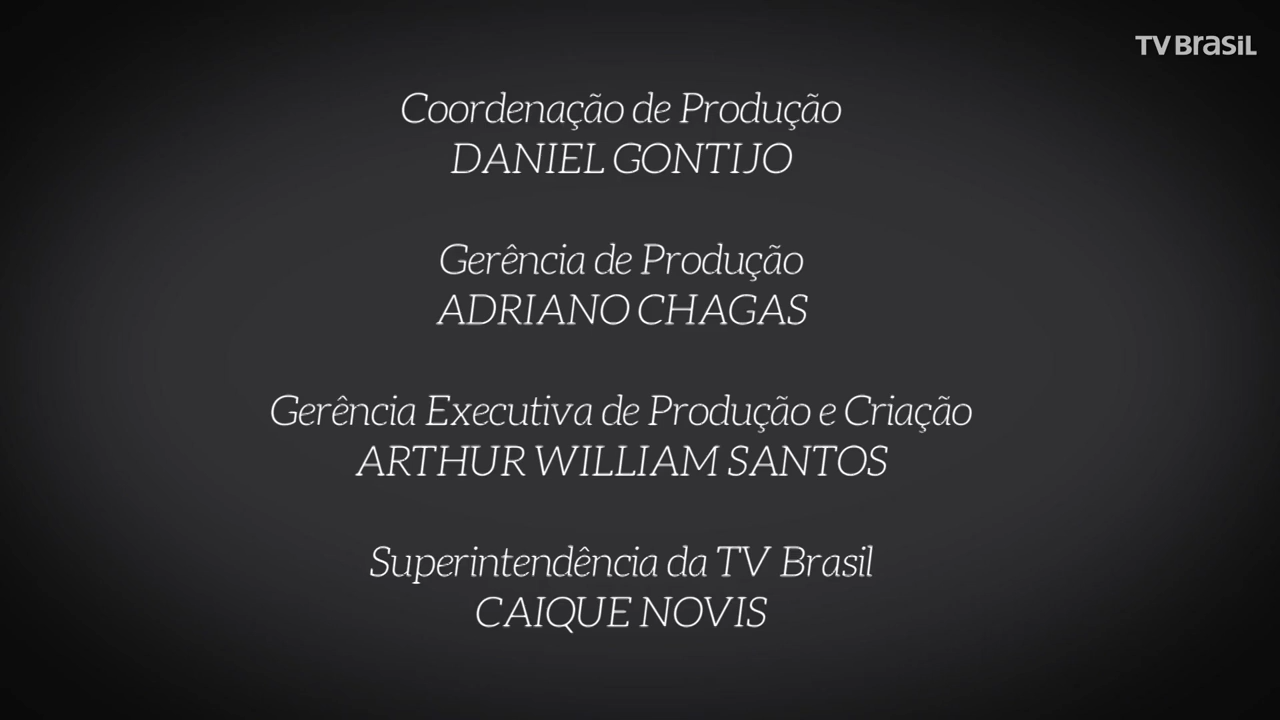 TV BRASIL
Coordenação de Produção
DANIEL GONTIJO
Gerência de Produção
ADRIANO CHAGAS
Gerência Executiva de Produção e Criação
ARTHUR WILLIAM SANTOS
Superintendência da TV Brasil
CAIQUE NOVIS